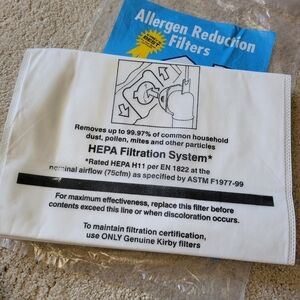 Allergen Reduction
Filters
BEST
Removes up to 99.97% of common household
dust, pollen, mites and other particles
HEPA Filtration System*
*Rated HEPA H11 per EN 1822 at the
nominal airflow (75cfm) as specified by ASTM F1977-99
For maximum effectiveness, replace this filter before
contents exceed this line or when discoloration occurs.
To maintain filtration certification,
use ONLY Genuine Kirby filters